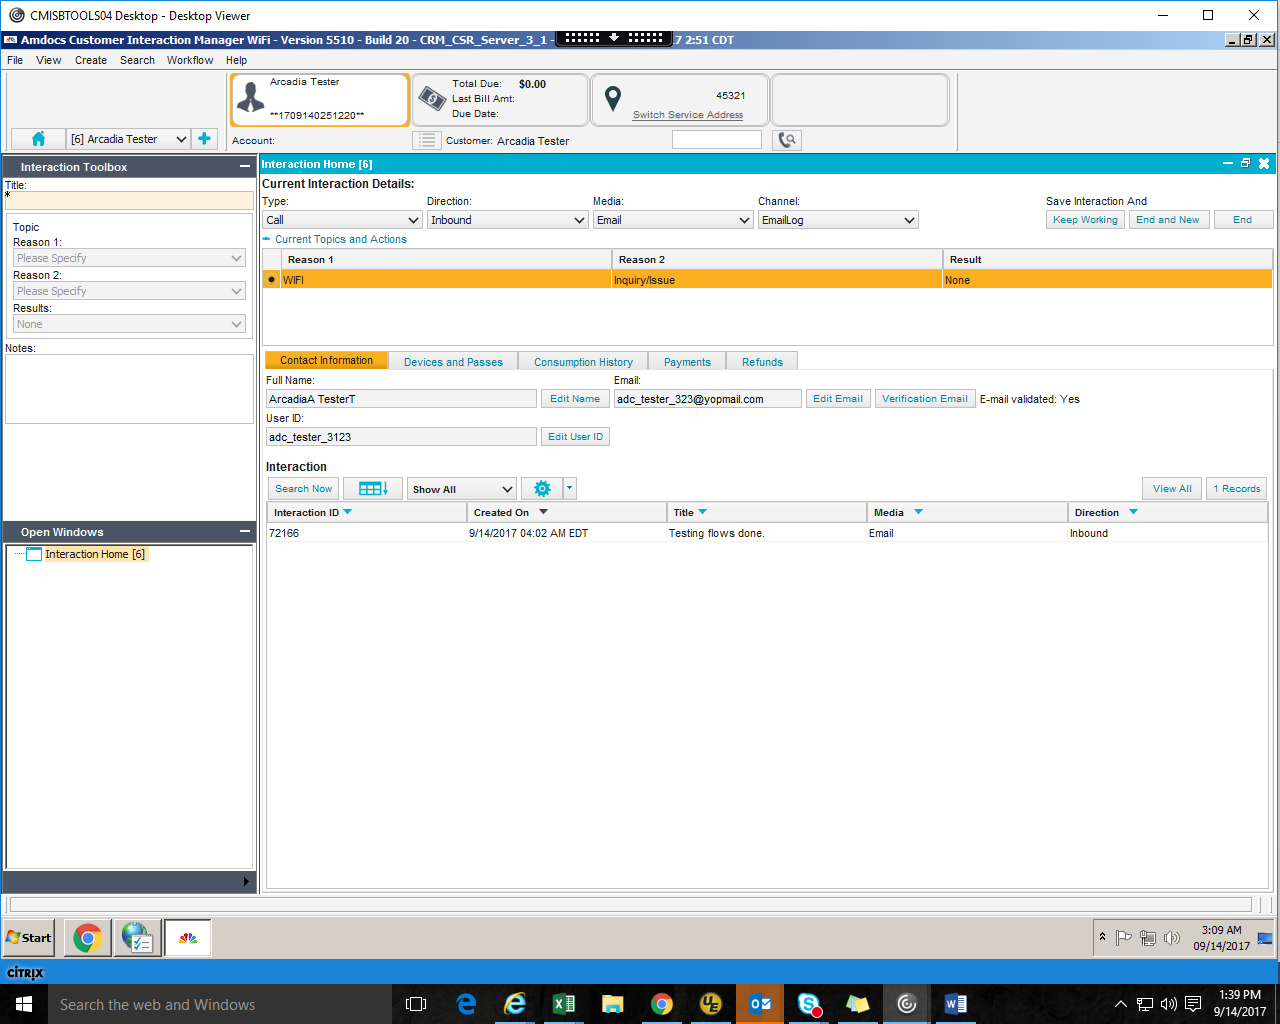 CMISBTOOLS04 Desktop - Desktop Viewer
Amdocs Customer Interaction Manager WiFi - Version 5510 - Build 20 - CRM_CSR_Server_3_1 - 7 2:51 CDT
File View Create Search Workflow Help
Arcadia Tester
**1709140251220**
Total Due: $0.00
Last Bill Amt:
Due Date:
45321
Switch Service Address
[6] Arcadia Tester
Account:
Customer: Arcadia Tester
Interaction Toolbox
Title:
*
Topic
Reason 1:
Please Specify
Reason 2:
Please Specify
Results:
None
Notes:
Open Windows
Interaction Home [6]
Interaction Home [6]
Current Interaction Details:
Type: Direction: Media: Channel: Save Interaction And
Call Inbound Email EmailLog Keep Working End and New End
Current Topics and Actions
Reason 1 Reason 2 Result
WIFI Inquiry/Issue None
Contact Information Devices and Passes Consumption History Payments Refunds
Full Name: Email:
ArcadiaA TesterT Edit Name adc_tester_323@yopmail.com Edit Email Verification Email E-mail validated: Yes
User ID:
adc_tester_3123 Edit User ID
Interaction
Search Now Show All View All 1 Records
Interaction ID Created On Title Media Direction
72166 9/14/2017 04:02 AM EDT Testing flows done. Email Inbound
Start
3:09 AM
09/14/2017
CITRIX
Search the web and Windows
1:39 PM
9/14/2017